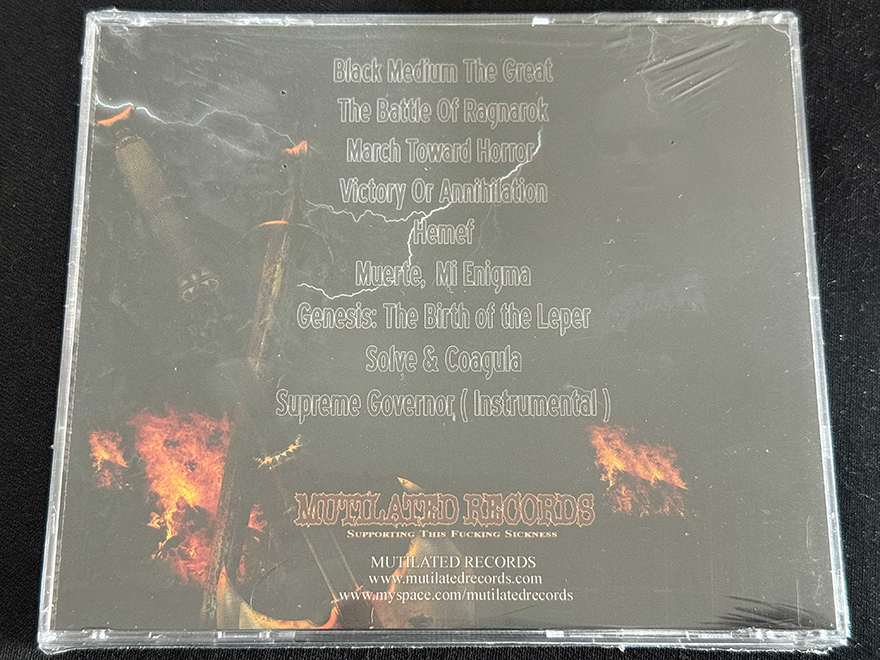 Black Medium The Great
The Battle Of Ragnarok
March Toward Horror
Victory Or Annihilation
Hemef
Muerte, Mi Enigma
Genesis: The Birth of the Leper
Solve & Coagula
Supreme Governor, ( Instrumental )
MUTILATED RECORDS
SUPPORTING THIS FUCKING SICKNESS
MUTILATED RECORDS
www.mutilatedrecords.com
www.myspace.com/mutilatedrecords